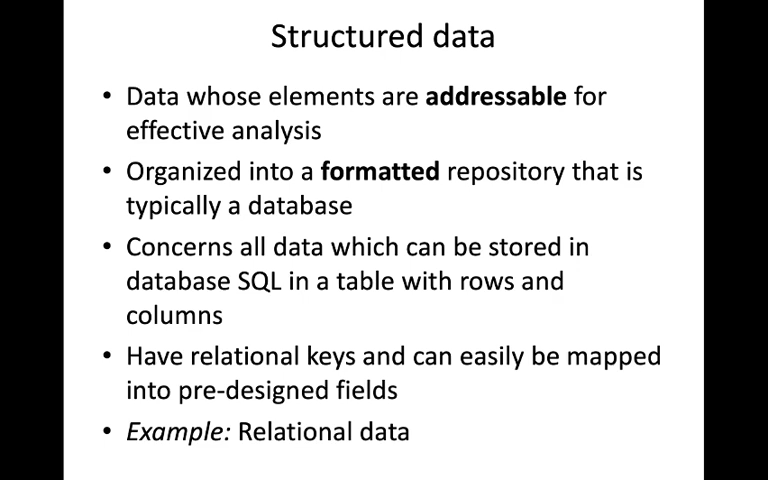 Structured data
• Data whose elements are addressable for
effective analysis
• Organized into a formatted repository that is
typically a database
• Concerns all data which can be stored in
database SQL in a table with rows and
columns
• Have relational keys and can easily be mapped
into pre-designed fields
• Example: Relational data